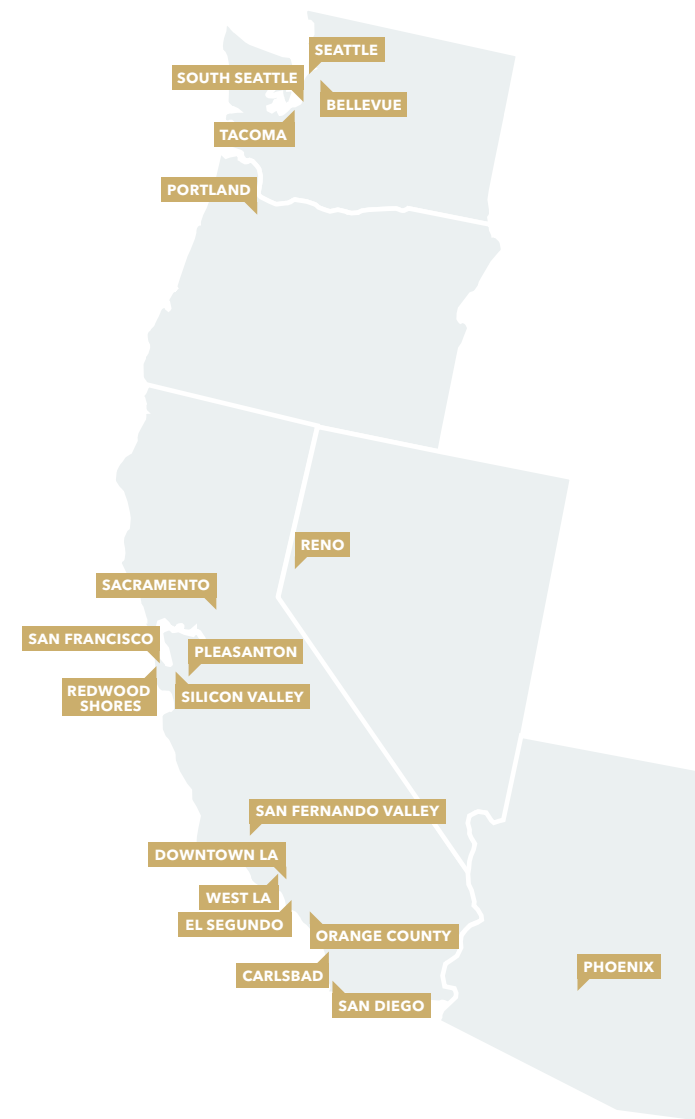 SEATTLE
SOUTH SEATTLE
BELLEVUE
TACOMA
PORTLAND
RENO
SACRAMENTO
SAN FRANCISCO
PLEASANTON
REDWOOD
SHORES
SILICON VALLEY
SAN FERNANDO VALLEY
DOWNTOWN LA
WEST LA
EL SEGUNDO
ORANGE COUNTY
PHOENIX
CARLSBAD
SAN DIEGO